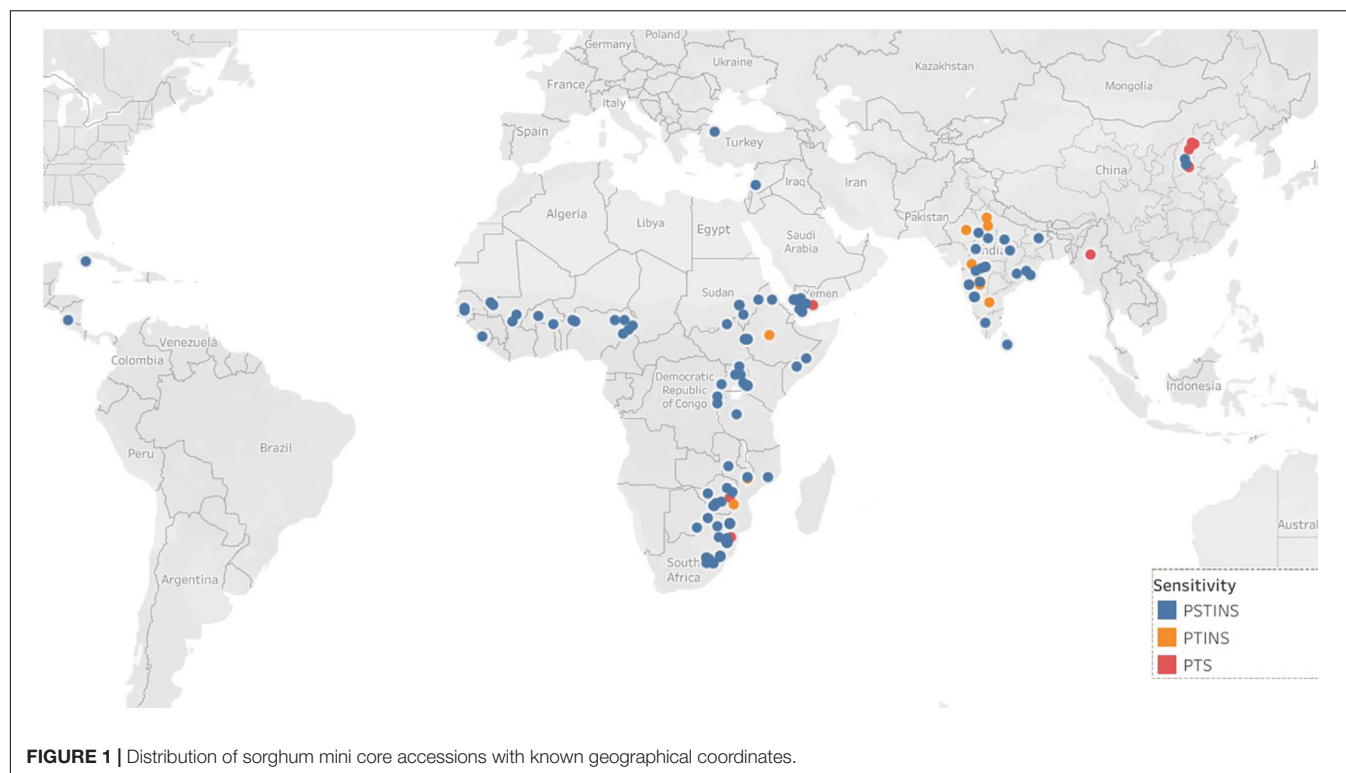 Poland
Germany
Ukraine
Kazakhstan
Mongolia
France
Italy
Spain
Turkey
China
Iraq
Iran
Algeria
Libya
Egypt
Pakistan
Saudi
Arabia
India
Sudan
Yemen
Venezuela
Colombia
Democratic
Republic
of Congo
Indonesia
Brazil
Peru
South
Africa
Argentina
Austral
Sensitivity
PSTINS
PTINS
PTS
FIGURE 1 | Distribution of sorghum mini core accessions with known geographical coordinates.